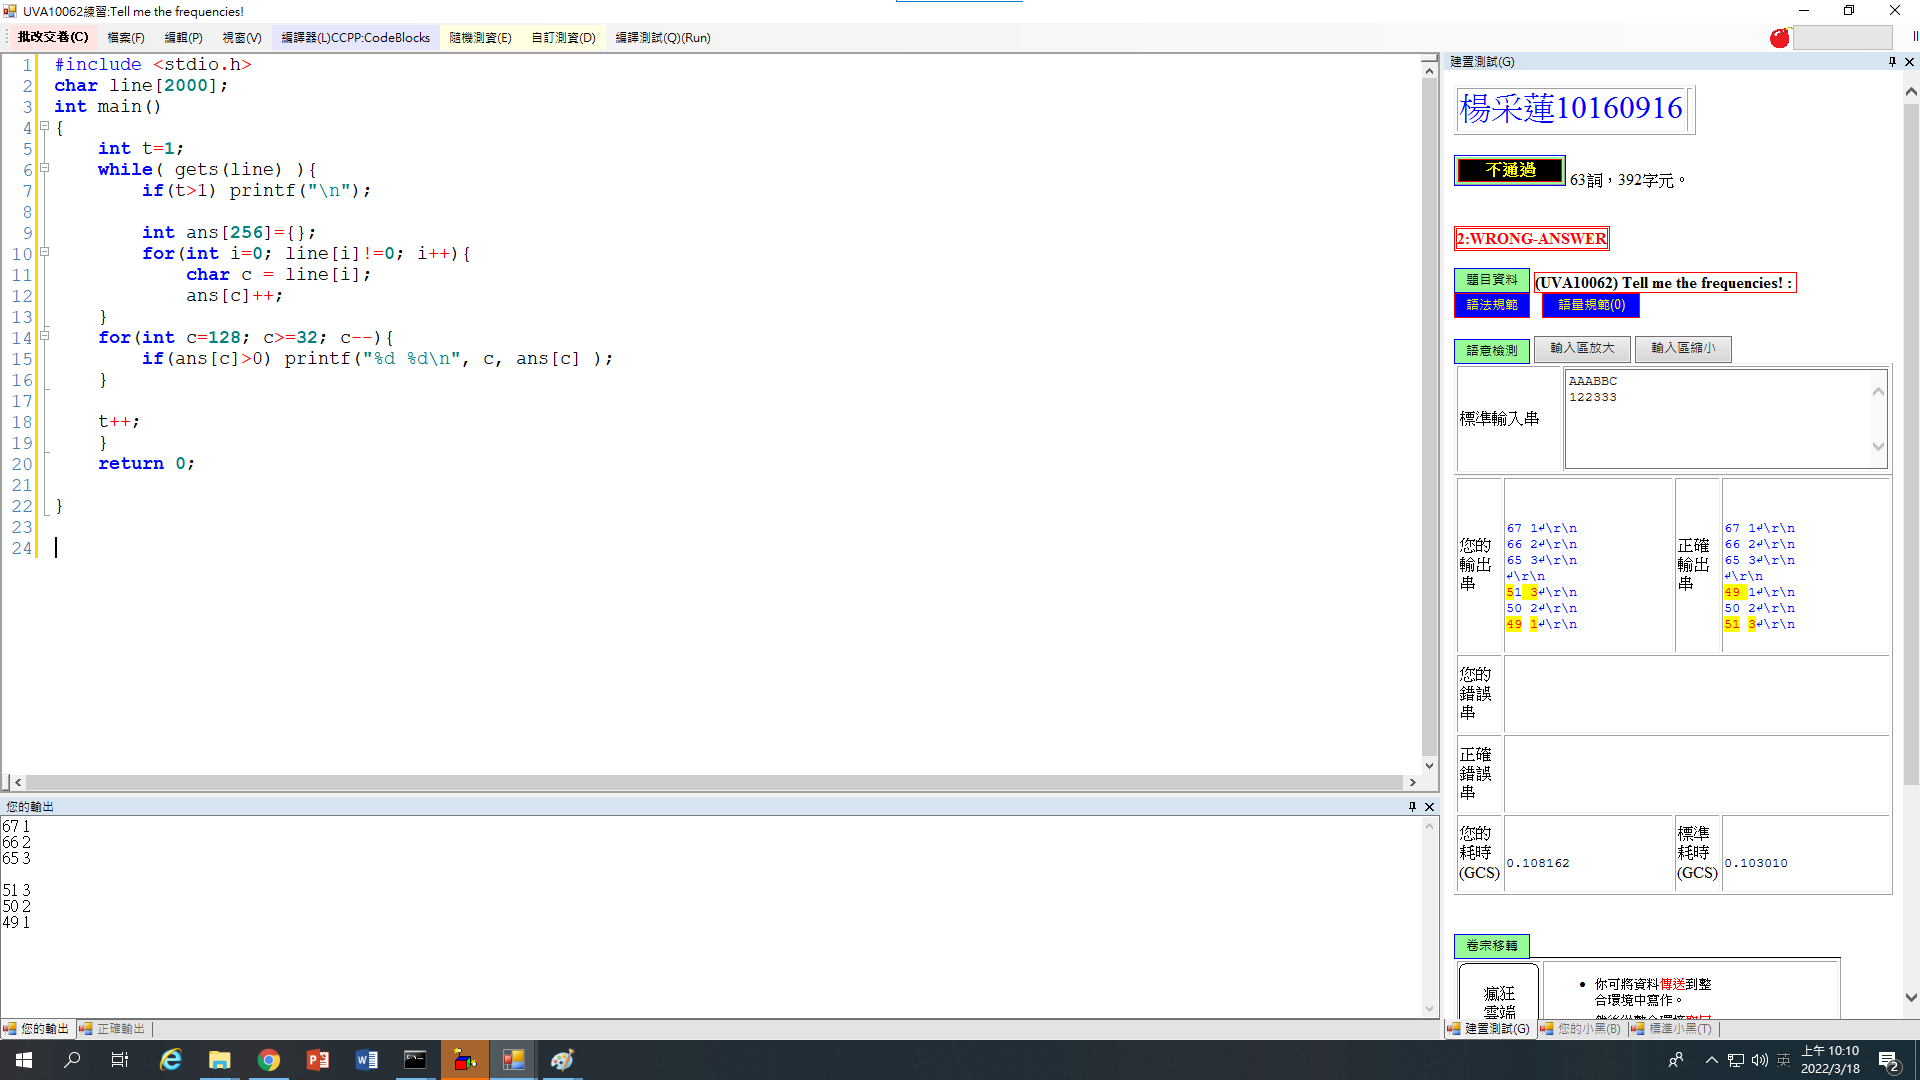 UVA10062練習:Tell me the frequencies!
批改交卷(C) 檔案(F) 編輯(P) 視窗(V) 編譯器(L)CCPP:CodeBlocks 隨機測資(E) 自訂測資(D) 編譯測試(Q)(Run)
1 #include <stdio.h>
2 char line[2000];
3 int main()
4 {
5 int t=1;
6 while( gets(line) ){
7 if(t>1) printf("\n");
8
9 int ans[256]={};
10 for(int i=0; line[i]!=0; i++){
11 char c = line[i];
12 ans[c]++;
13 }
14 for(int c=128; c>=32; c--){
15 if(ans[c]>0) printf("%d %d\n", c, ans[c] );
16 }
17
18 t++;
19 }
20 return 0;
21
22 }
23
24
您的輸出
67 1
66 2
65 3
51 3
50 2
49 1
您的輸出 正確輸出
建置測試(G)
楊采蓮10160916
不通過 63詞，392字元。
2:WRONG-ANSWER
題目資料 (UVA10062) Tell me the frequencies! :
語法規範 語量規範(0)
語意檢測 輸入區放大 輸入區縮小
標準輸入串
AAABBC
122333
您的輸出串
67 1↲\r\n
66 2↲\r\n
65 3↲\r\n
↲\r\n
51 3↲\r\n
50 2↲\r\n
49 1↲\r\n
正確輸出串
67 1↲\r\n
66 2↲\r\n
65 3↲\r\n
↲\r\n
49 1↲\r\n
50 2↲\r\n
51 3↲\r\n
您的錯誤串
正確錯誤串
您的耗時(GCS) 0.108162 標準耗時(GCS) 0.103010
卷宗移轉
瘋狂
雲端
你可將資料傳送到整
合環境中寫作。
建置測試(G) 您的小黑(B) 標準小黑(T)
英
上午 10:10
2022/3/18
2